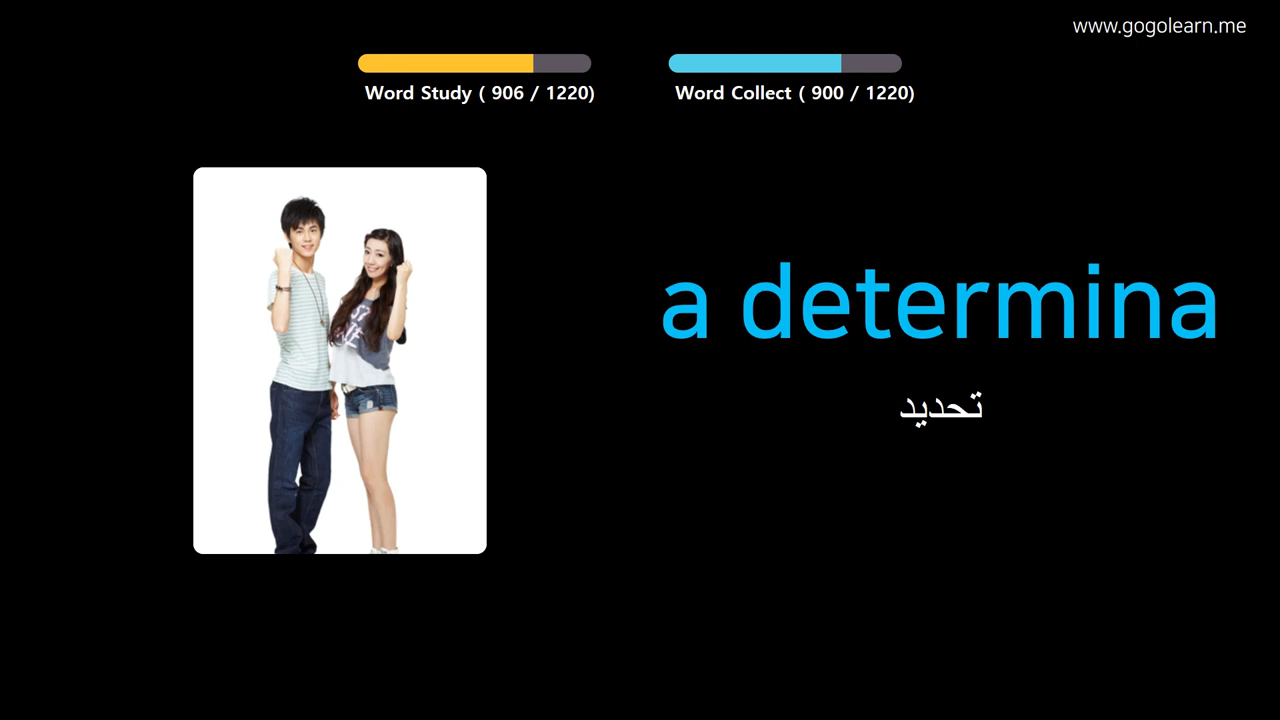 www.gogolearn.me
Word Study ( 906 / 1220)
Word Collect ( 900 / 1220)
a determina
تحديد